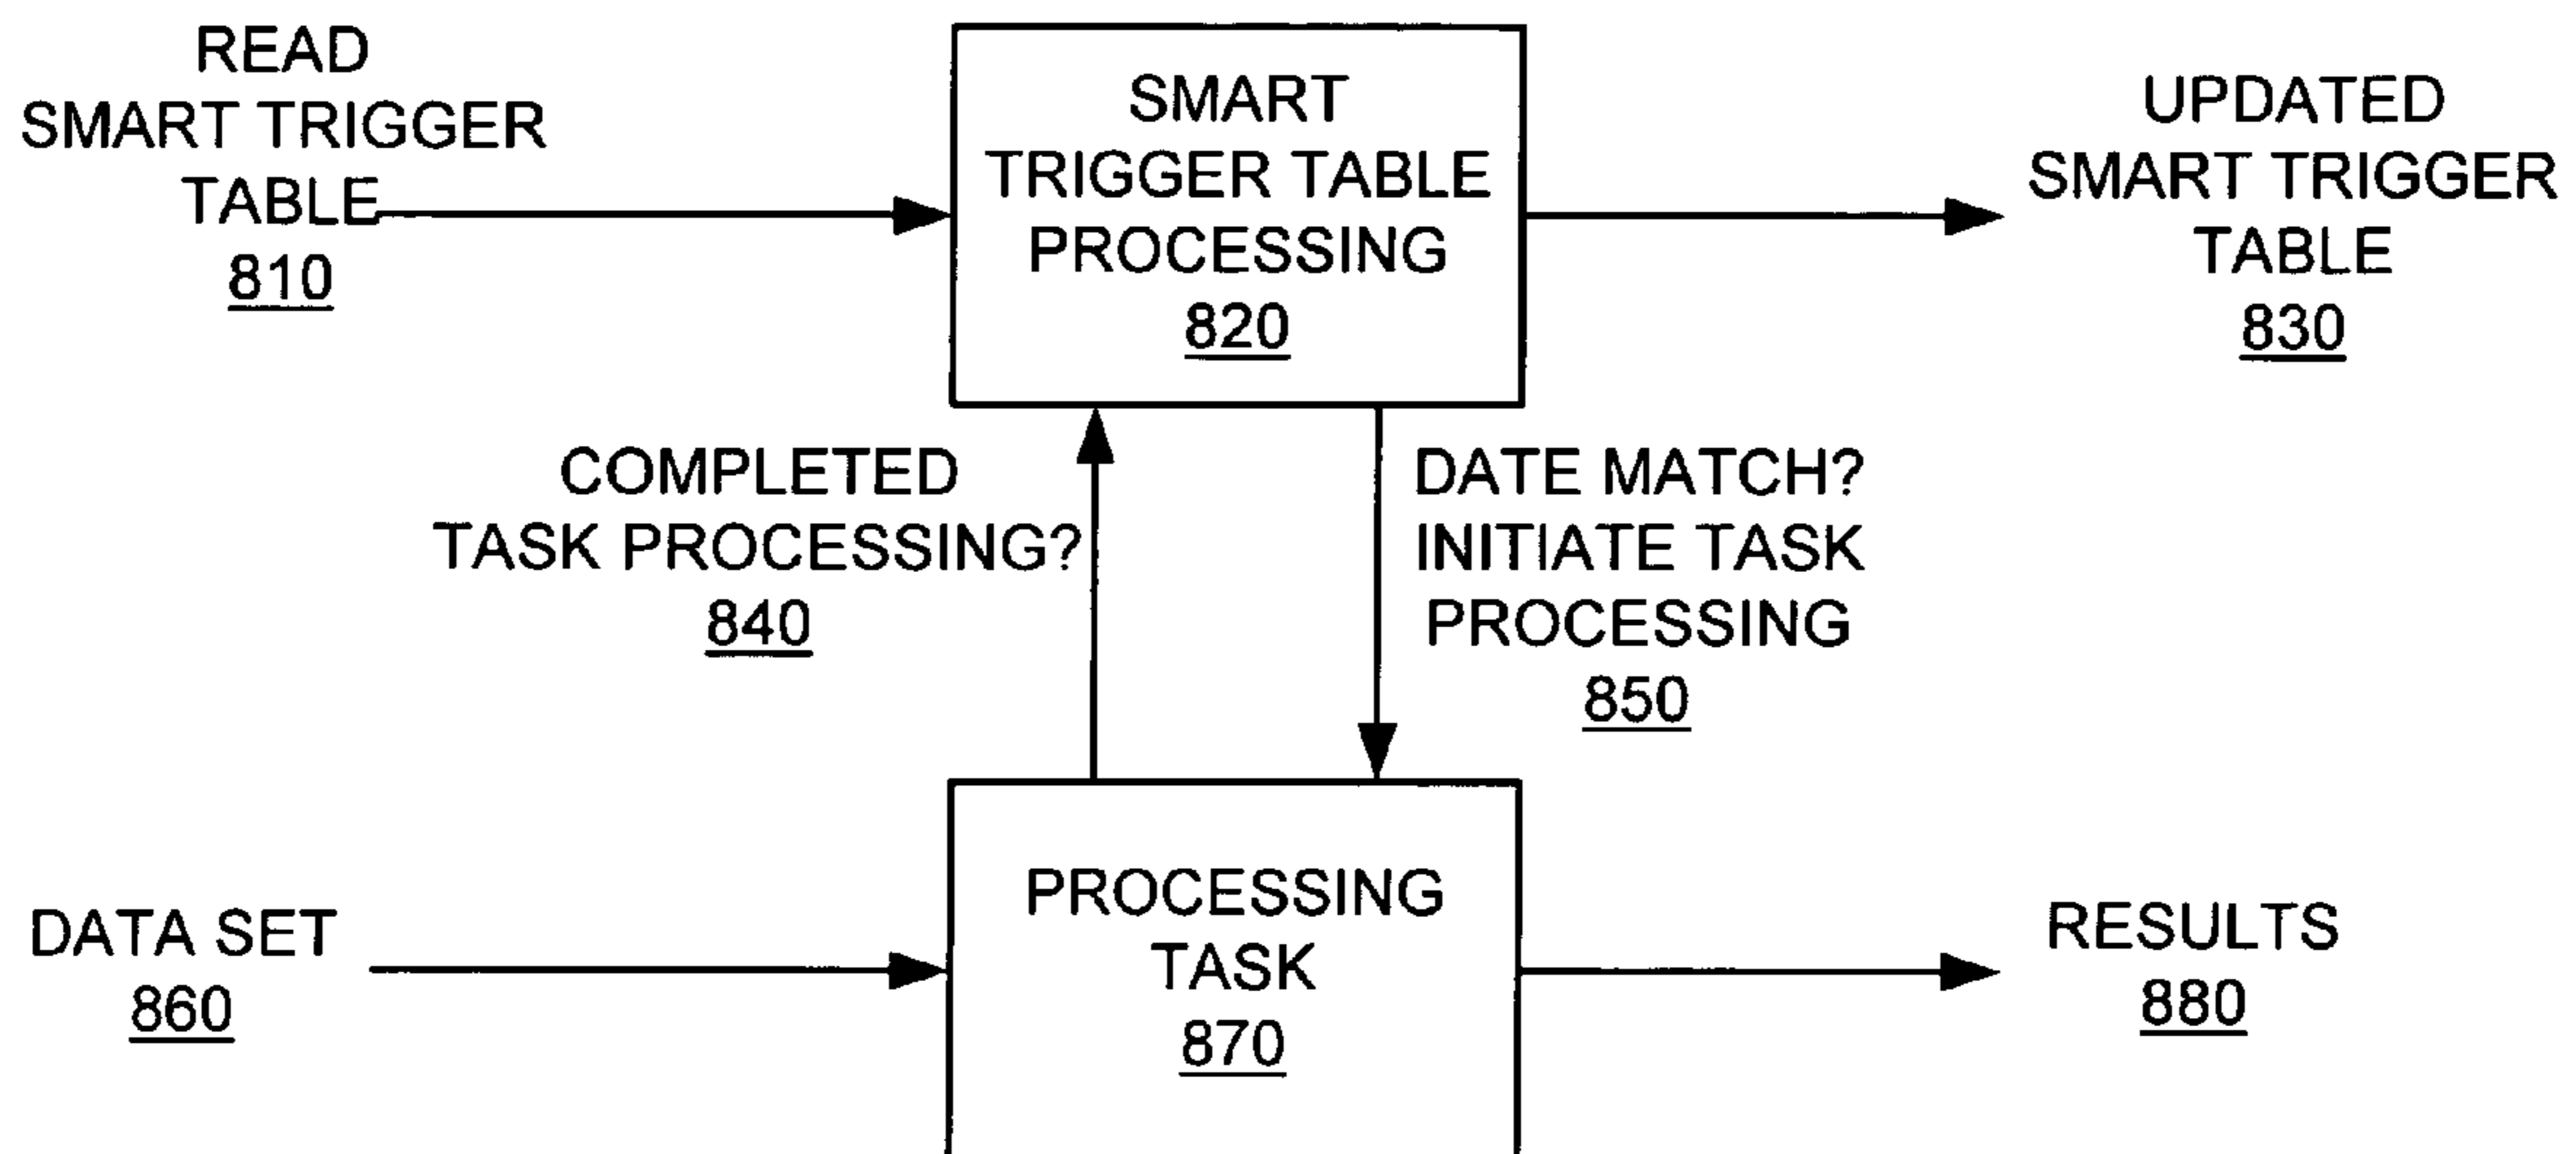 READ
SMART TRIGGER
TABLE
810
SMART
TRIGGER TABLE
PROCESSING
820
UPDATED
SMART TRIGGER
TABLE
830
COMPLETED
TASK PROCESSING?
840
DATE MATCH?
INITIATE TASK
PROCESSING
850
DATA SET
860
PROCESSING
TASK
870
RESULTS
880